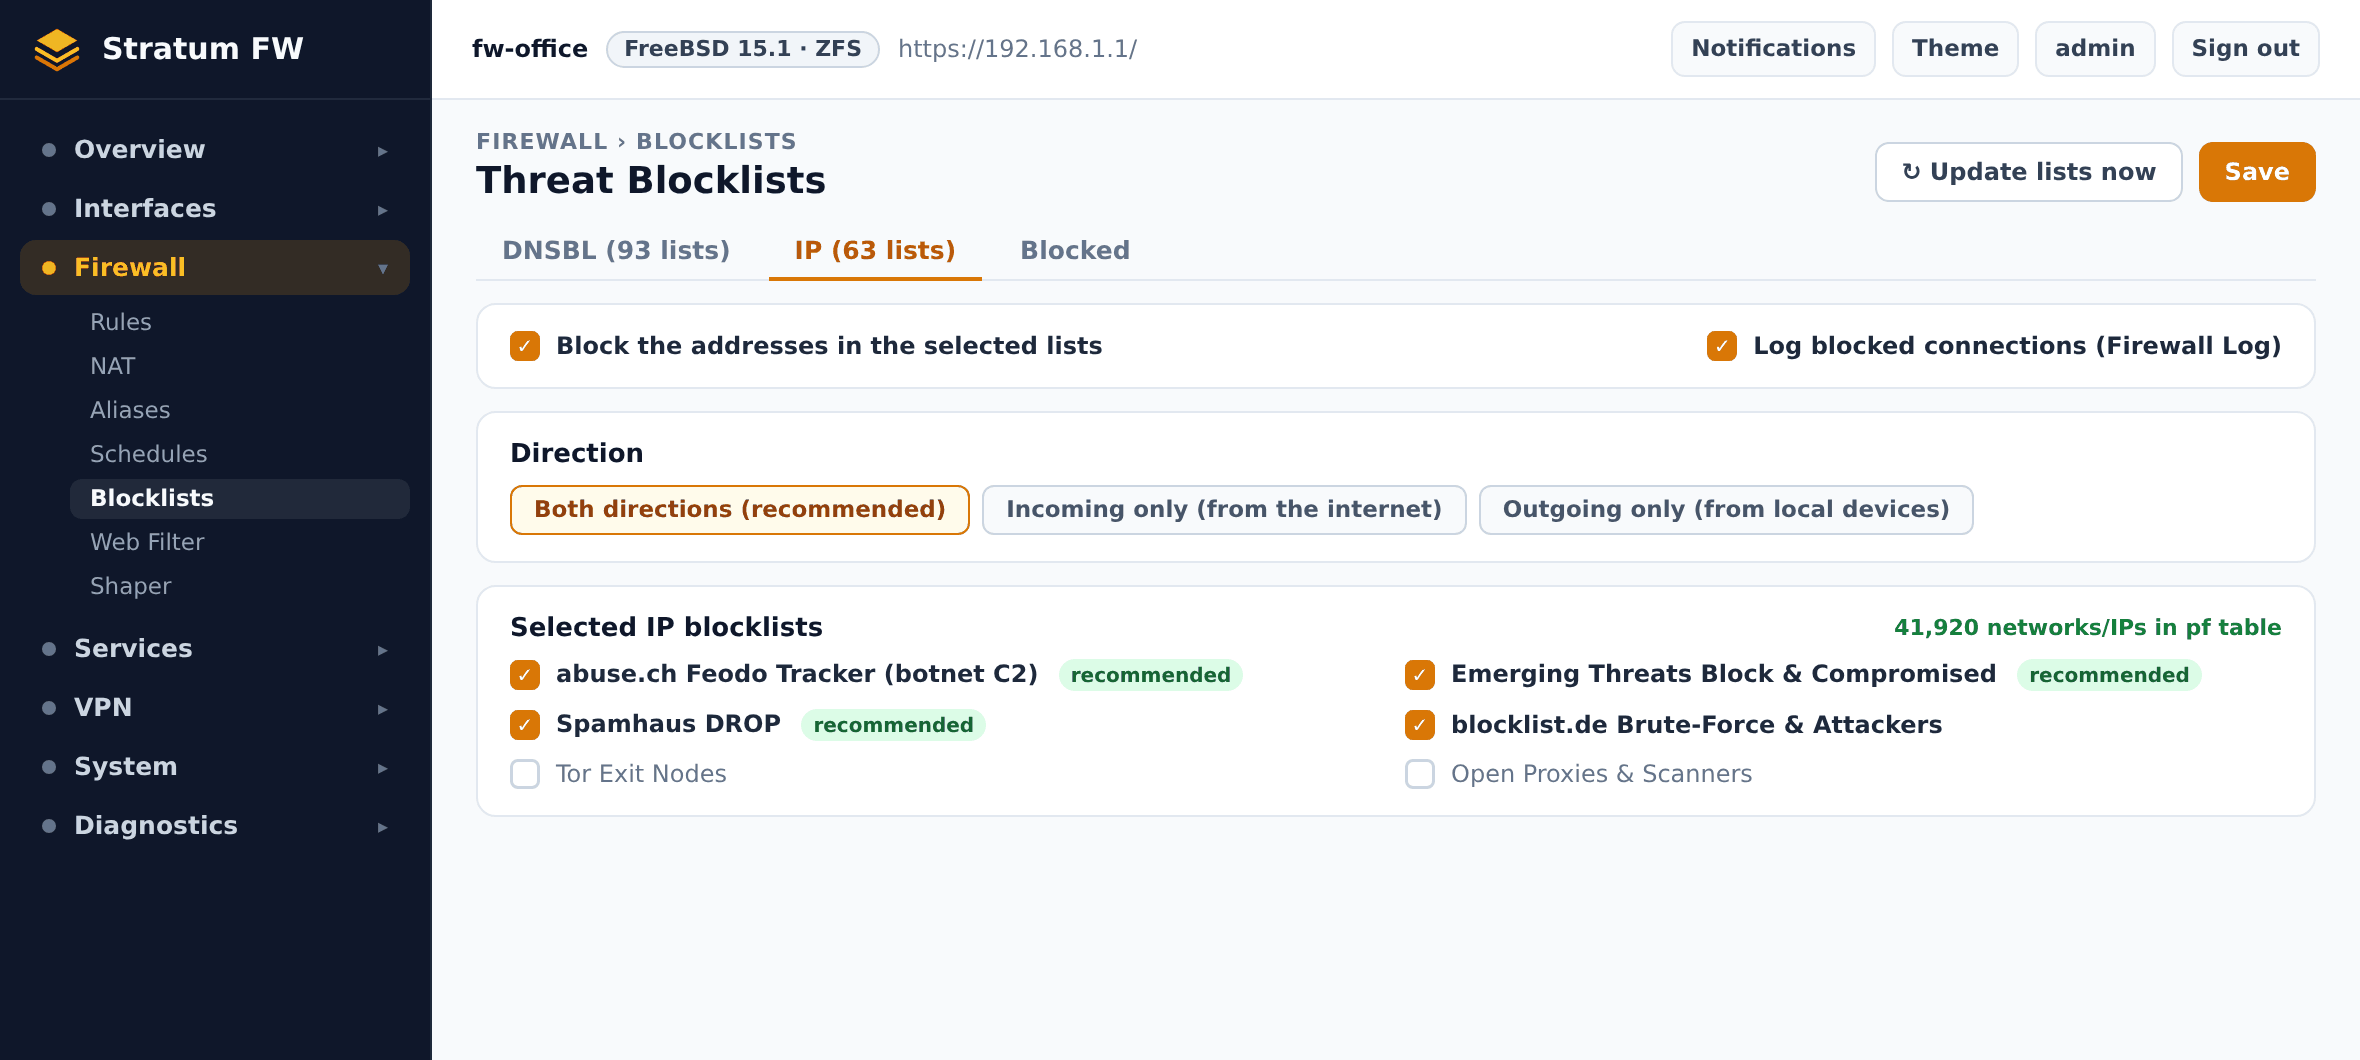 Stratum FW
fw-office FreeBSD 15.1 · ZFS https://192.168.1.1/ Notifications Theme admin Sign out
Overview ▸
Interfaces ▸
Firewall ▾
Rules
NAT
Aliases
Schedules
Blocklists
Web Filter
Shaper
Services ▸
VPN ▸
System ▸
Diagnostics ▸
FIREWALL › BLOCKLISTS
Threat Blocklists
↻ Update lists now Save
DNSBL (93 lists) IP (63 lists) Blocked
✓ Block the addresses in the selected lists ✓ Log blocked connections (Firewall Log)
Direction
Both directions (recommended) Incoming only (from the internet) Outgoing only (from local devices)
Selected IP blocklists 41,920 networks/IPs in pf table
✓ abuse.ch Feodo Tracker (botnet C2) recommended ✓ Emerging Threats Block & Compromised recommended
✓ Spamhaus DROP recommended ✓ blocklist.de Brute-Force & Attackers
Tor Exit Nodes Open Proxies & Scanners